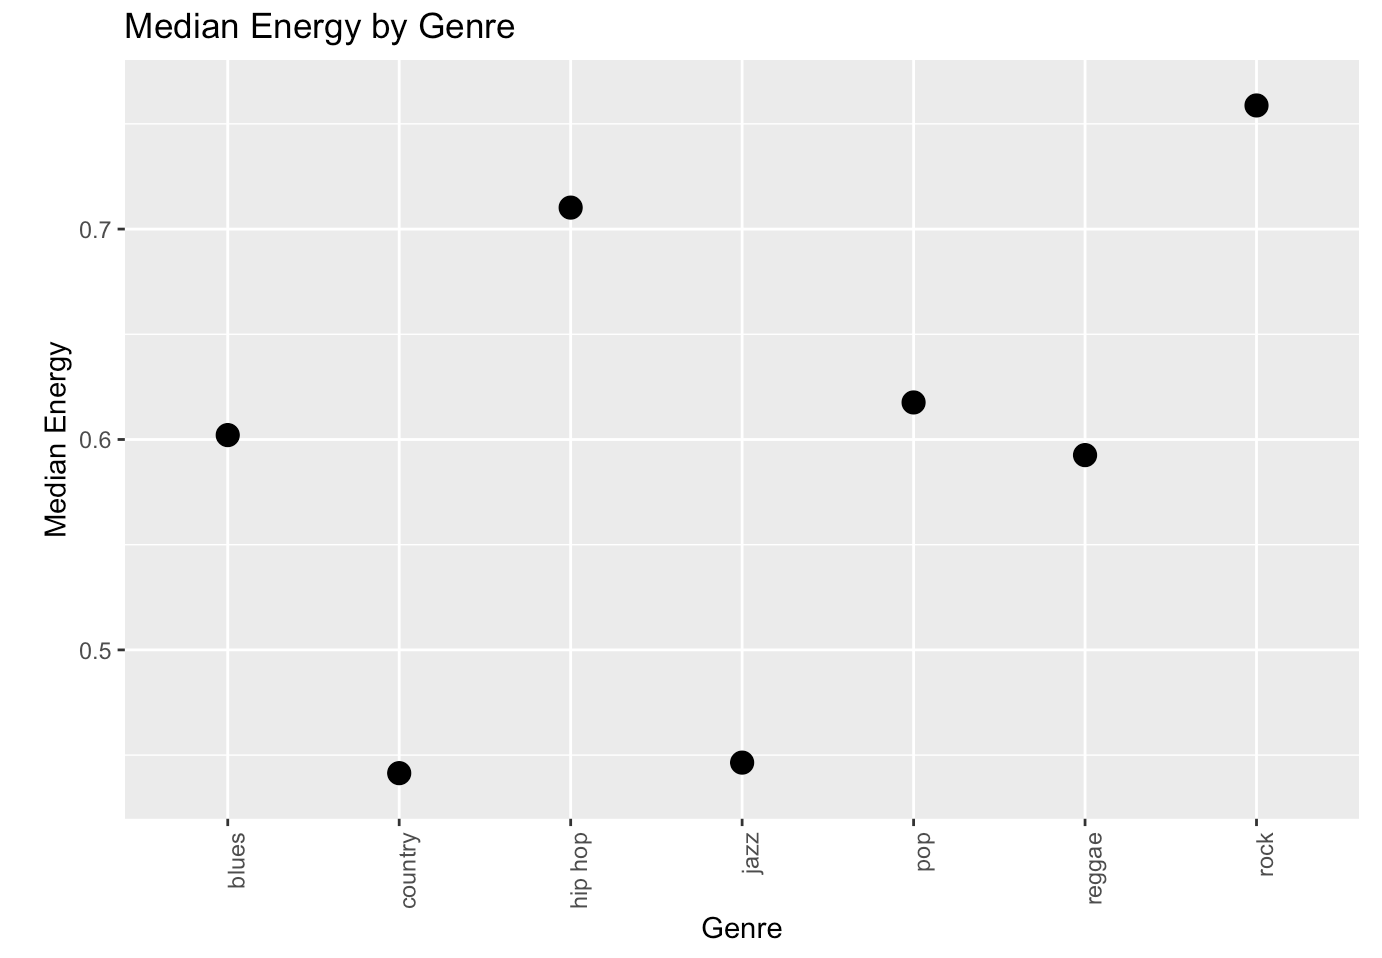 Median Energy by Genre
Median Energy
0.7
0.6
0.5
blues
country
hip hop
jazz
pop
reggae
rock
Genre